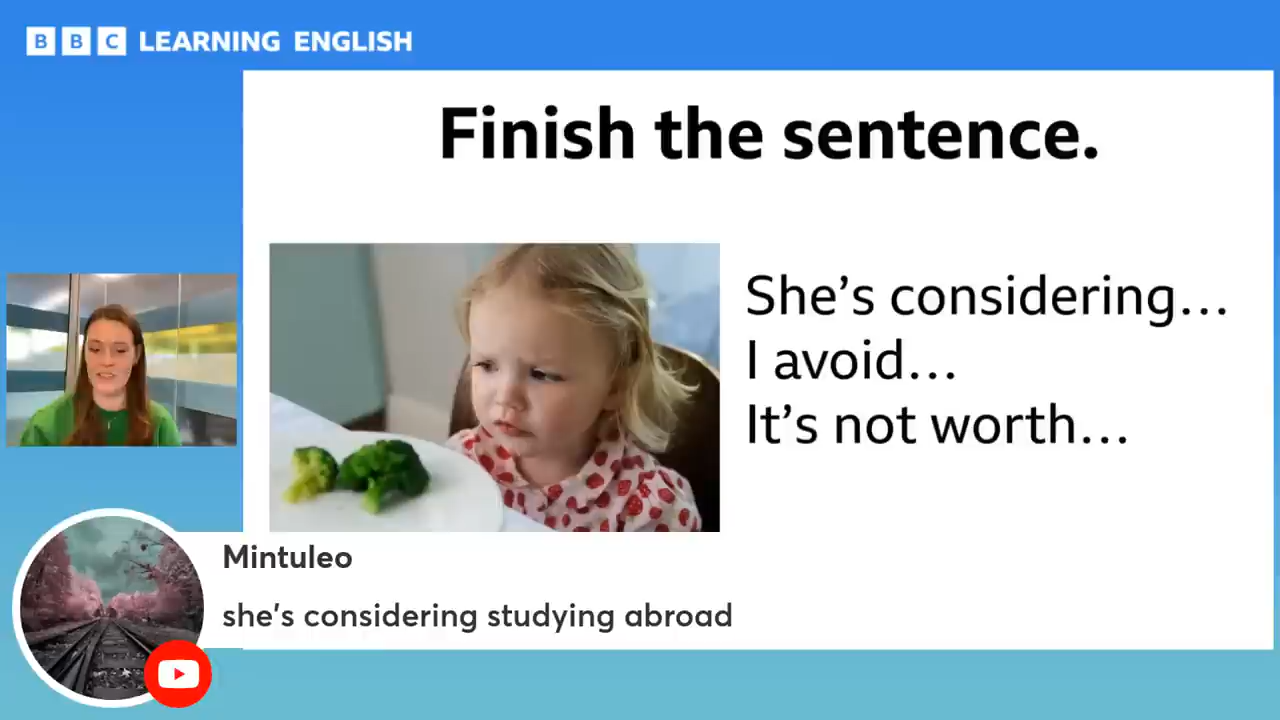 BBC LEARNING ENGLISH
Finish the sentence.
She's considering...
I avoid...
It's not worth...
Mintuleo
she's considering studying abroad